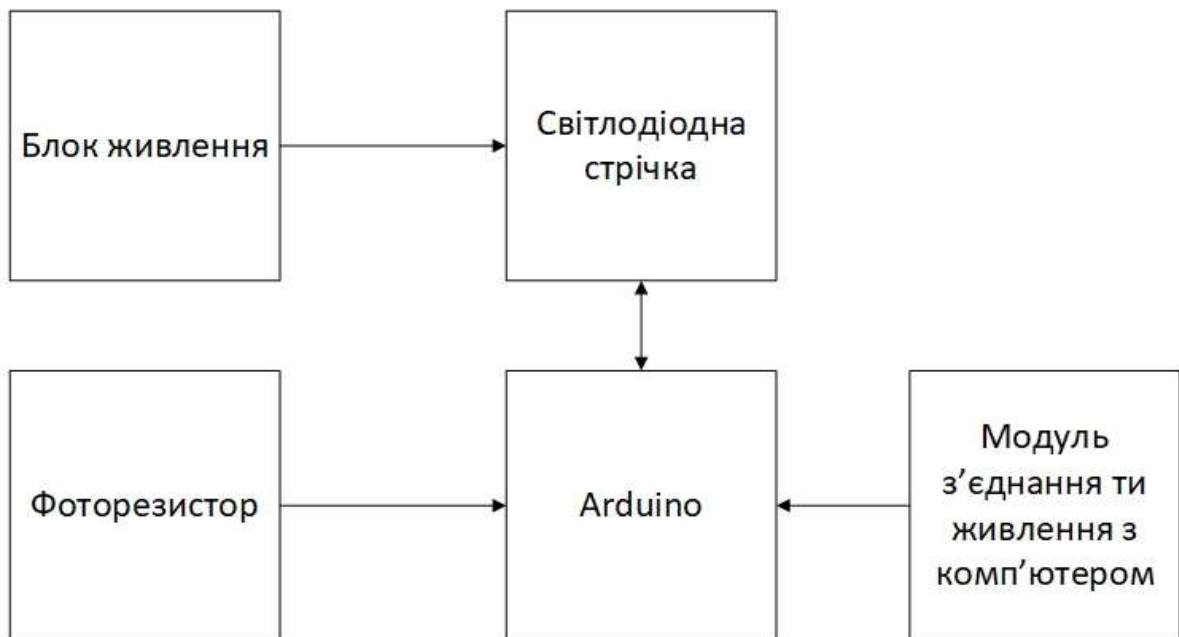 Блок живлення
Світлодіодна
стрічка
Фоторезистор
Arduino
Модуль
з’єднання ти
живлення з
комп’ютером